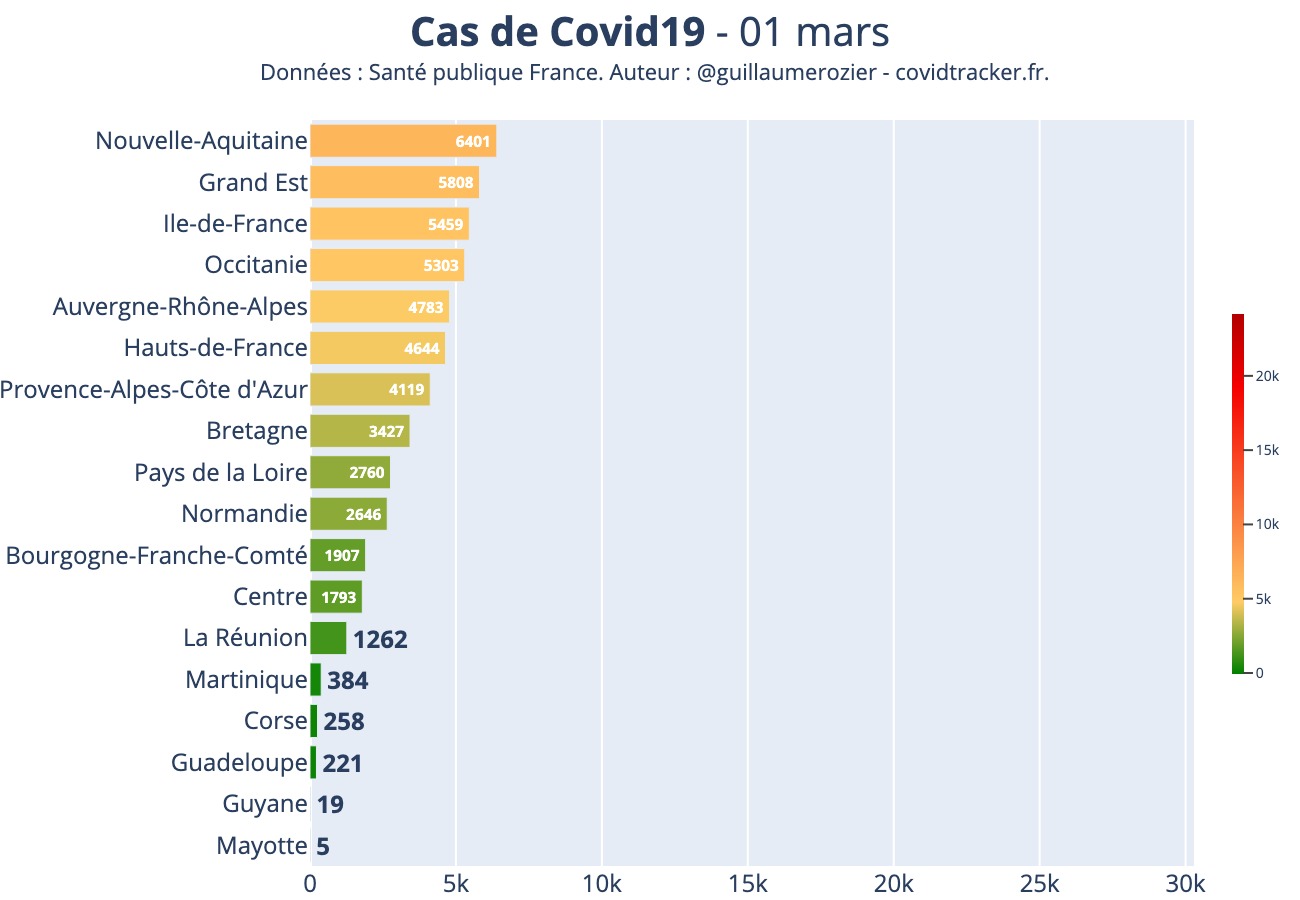 Cas de Covid19 - 01 mars
Données : Santé publique France. Auteur : @guillaumerozier - covidtracker.fr.
Nouvelle-Aquitaine 6401
Grand Est 5808
Ile-de-France 5459
Occitanie 5303
Auvergne-Rhône-Alpes 4783
Hauts-de-France 4644
Provence-Alpes-Côte d'Azur 4119
Bretagne 3427
Pays de la Loire 2760
Normandie 2646
Bourgogne-Franche-Comté 1907
Centre 1793
La Réunion 1262
Martinique 384
Corse 258
Guadeloupe 221
Guyane 19
Mayotte 5
0 5k 10k 15k 20k 25k 30k
20k
15k
10k
5k
0